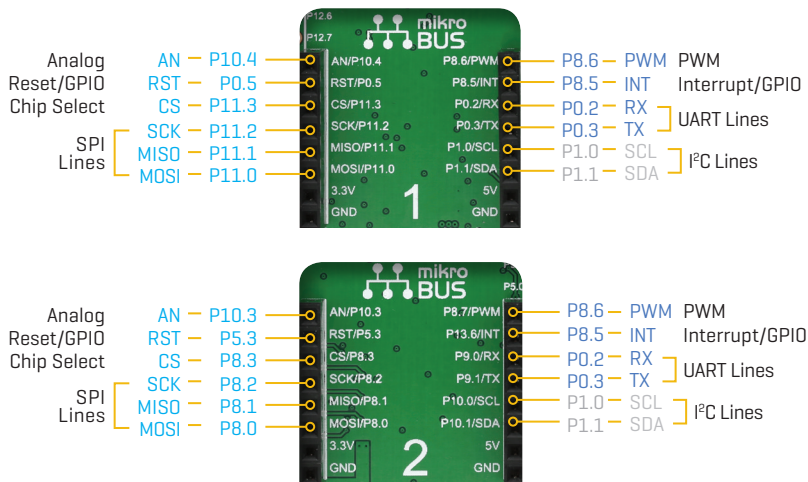 P12.6
mikro
P12.7
BUS
Analog AN P10.4 AN/P10.4 P8.6/PWM P8.6 PWM PWM
Reset/GPIO RST P0.5 RST/P0.5 P8.5/INT P8.5 INT Interrupt/GPIO
Chip Select CS P11.3 CS/P11.3 P0.2/RX P0.2 RX
UART Lines
SCK P11.2 SCK/P11.2 P0.3/TX P0.3 TX
SPI
Lines
MISO P11.1 MISO/P11.1 P1.0/SCL P1.0 SCL
I²C Lines
MOSI P11.0 MOSI/P11.0 P1.1/SDA P1.1 SDA
3.3V 1 5V
GND GND
mikro
BUS
P5.0
Analog AN P10.3 AN/P10.3 P8.7/PWM P8.6 PWM PWM
Reset/GPIO RST P5.3 RST/P5.3 P13.6/INT P8.5 INT Interrupt/GPIO
Chip Select CS P8.3 CS/P8.3 P9.0/RX P0.2 RX
UART Lines
SCK P8.2 SCK/P8.2 P9.1/TX P0.3 TX
SPI
Lines
MISO P8.1 MISO/P8.1 P10.0/SCL P1.0 SCL
I²C Lines
MOSI P8.0 MOSI/P8.0 P10.1/SDA P1.1 SDA
3.3V 2 5V
GND GND